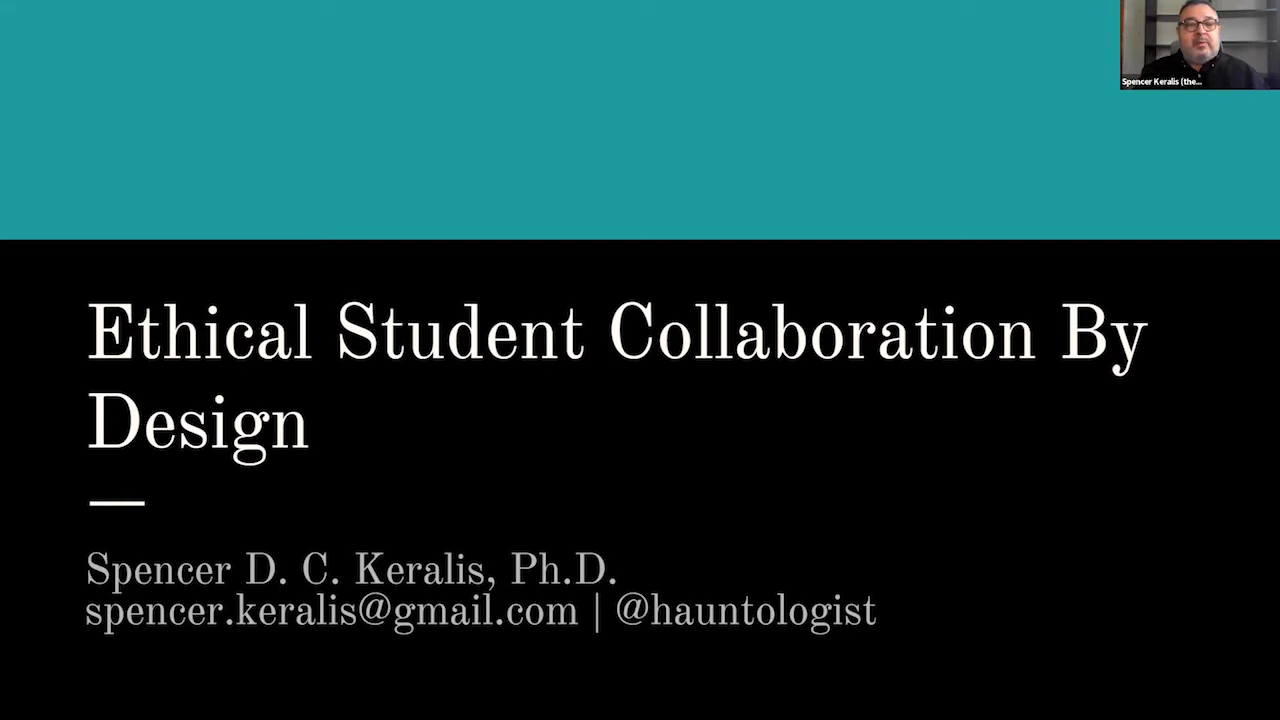 Spencer Keralis (the...
Ethical Student Collaboration By
Design
Spencer D. C. Keralis, Ph.D.
spencer.keralis@gmail.com | @hauntologist